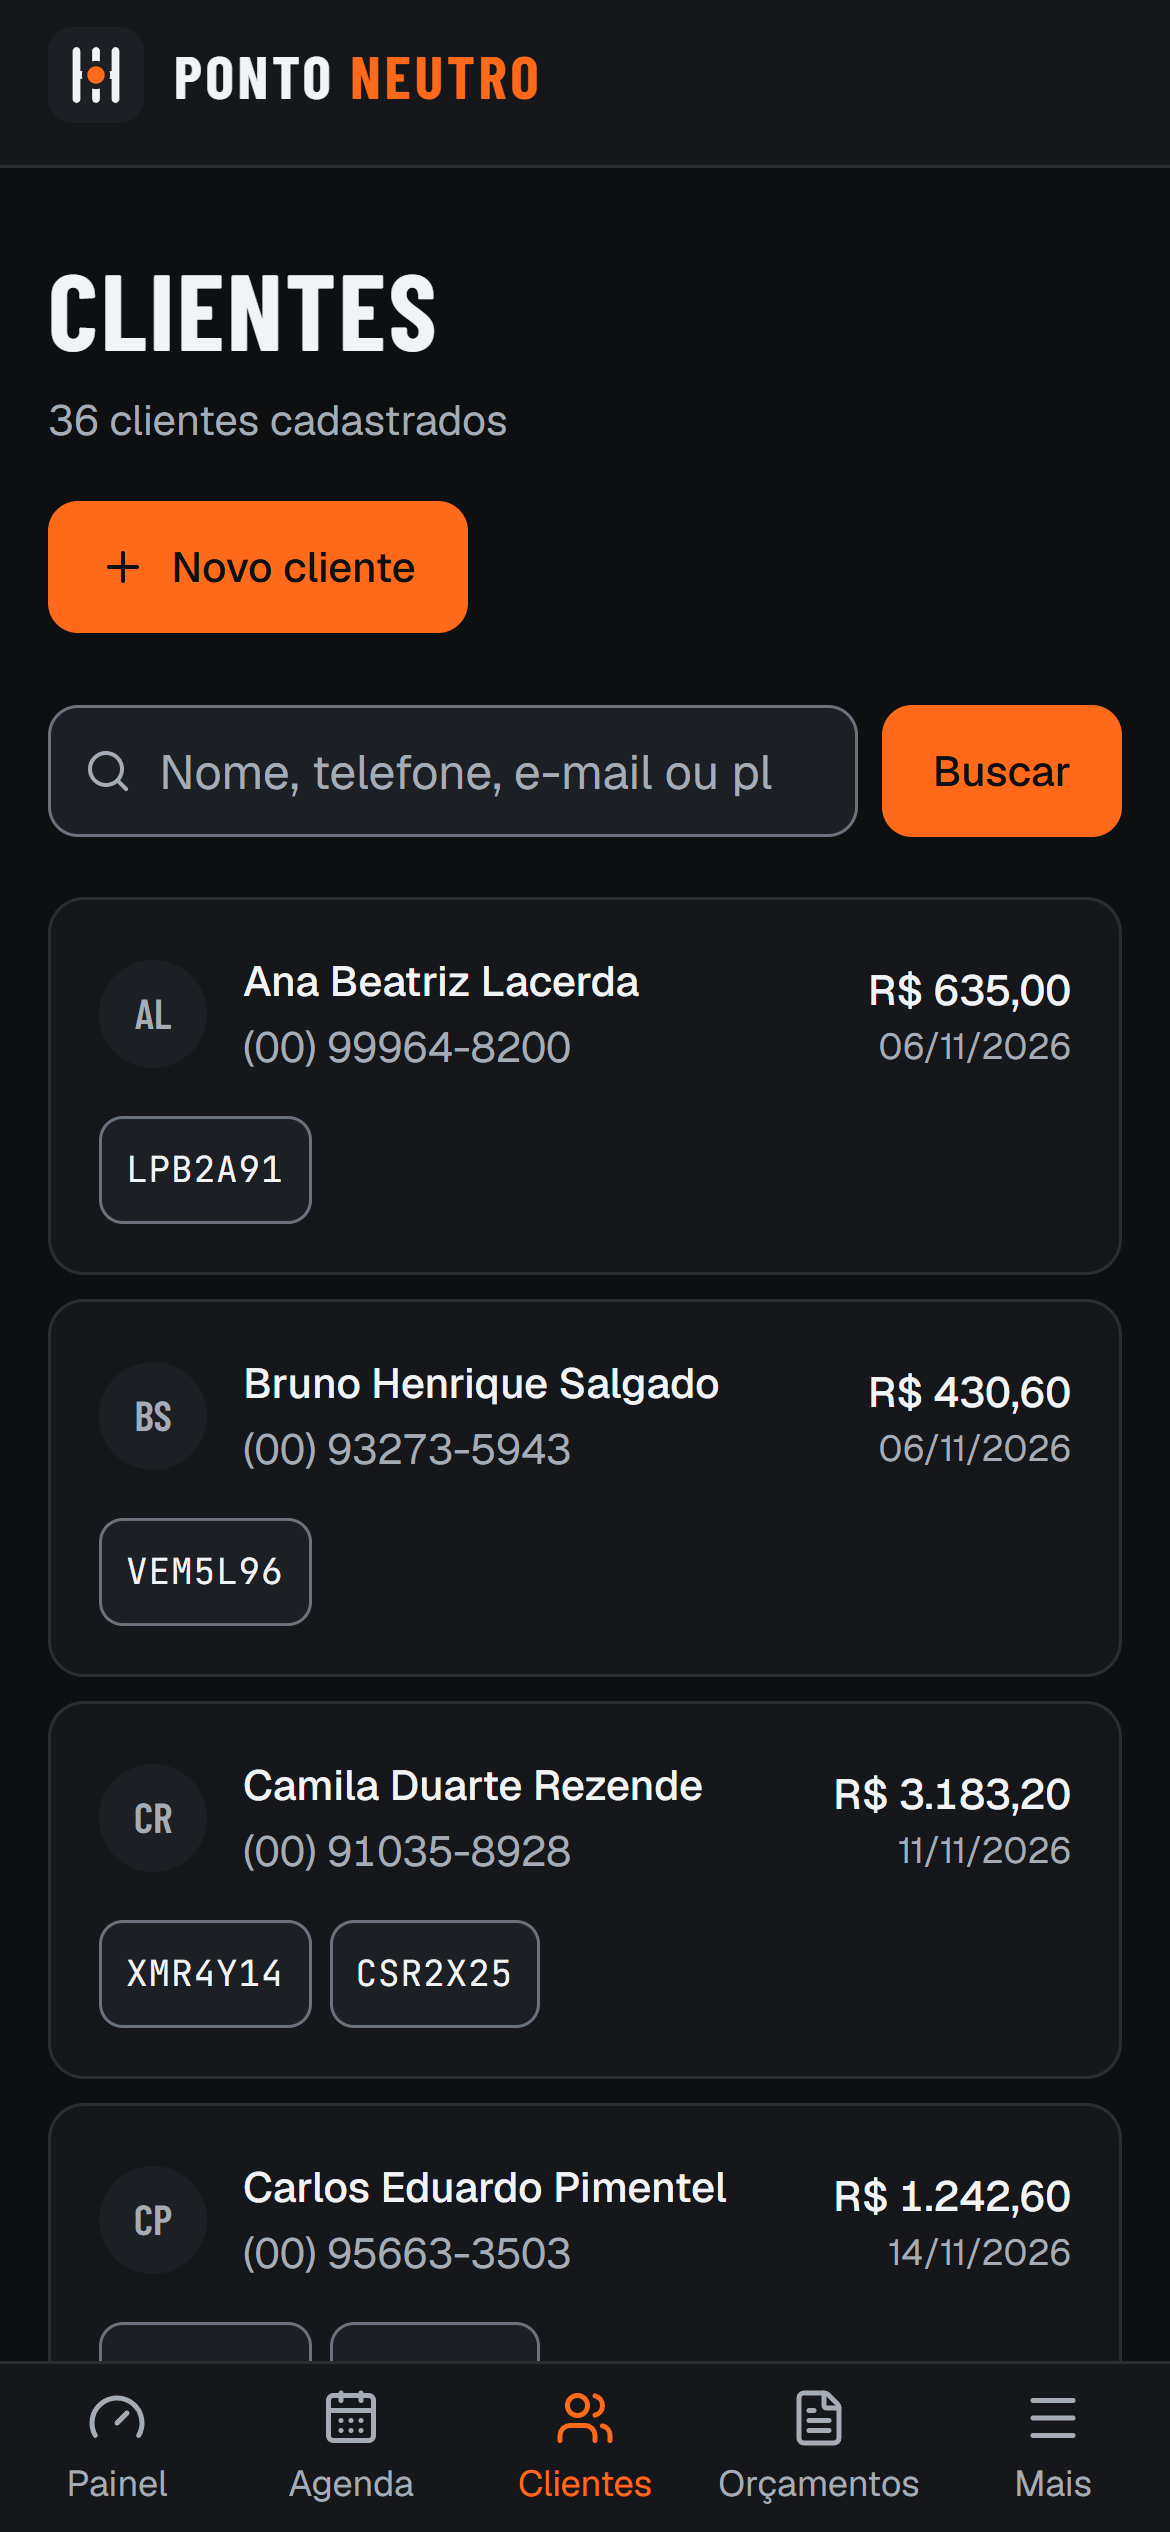 PONTO NEUTRO
CLIENTES
36 clientes cadastrados
+ Novo cliente
Nome, telefone, e-mail ou pl
Buscar
AL
Ana Beatriz Lacerda
R$ 635,00
(00) 99964-8200
06/11/2026
LPB2A91
BS
Bruno Henrique Salgado
R$ 430,60
(00) 93273-5943
06/11/2026
VEM5L96
CR
Camila Duarte Rezende
R$ 3.183,20
(00) 91035-8928
11/11/2026
XMR4Y14 CSR2X25
CP
Carlos Eduardo Pimentel
R$ 1.242,60
(00) 95663-3503
14/11/2026
Painel Agenda Clientes Orçamentos Mais